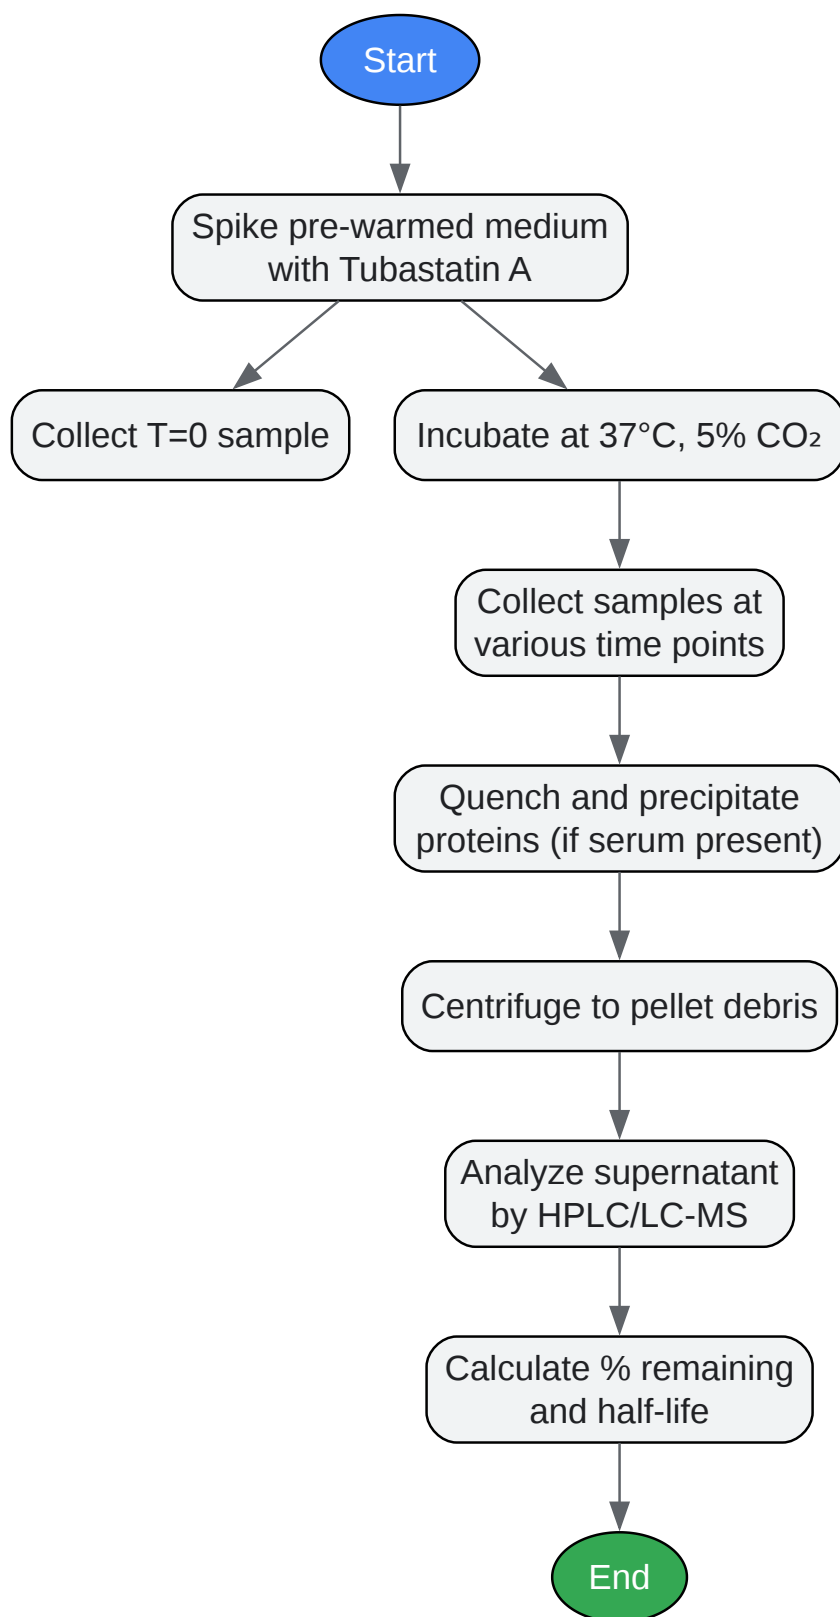 Start
Spike pre-warmed medium
with Tubastatin A
Collect T=0 sample
Incubate at 37°C, 5% CO₂
Collect samples at
various time points
Quench and precipitate
proteins (if serum present)
Centrifuge to pellet debris
Analyze supernatant
by HPLC/LC-MS
Calculate % remaining
and half-life
End